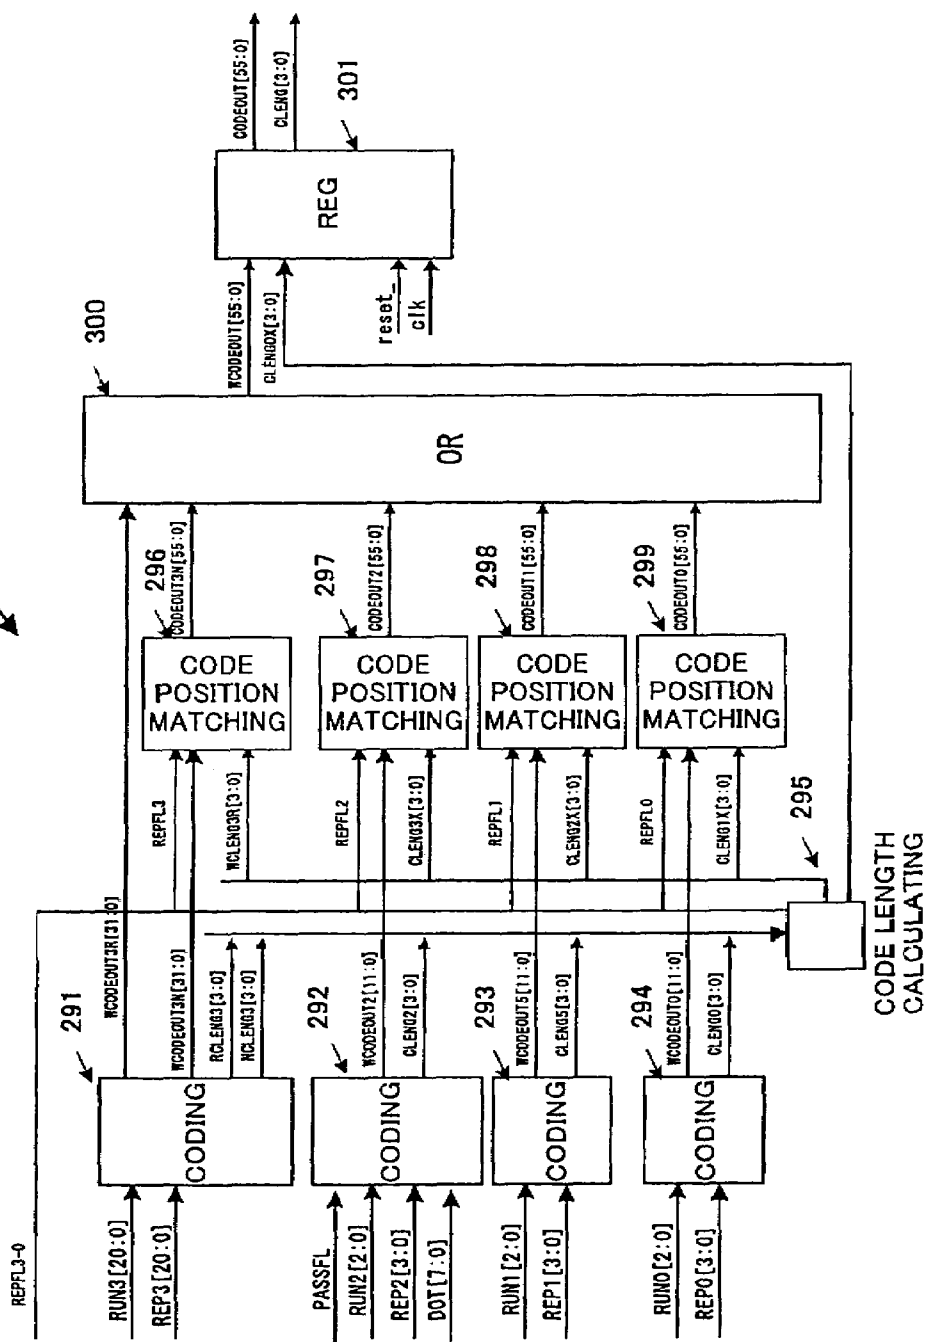 REPFL3-0
RUN3[20:0]
REP3[20:0]
PASSFL
RUN2[2:0]
REP2[3:0]
DOT[7:0]
RUN1[2:0]
REP1[3:0]
RUN0[2:0]
REP0[3:0]
291
CODING
292
CODING
293
CODING
294
CODING
WCODEOUT3R[31:0]
WCODEOUT3N[31:0]
RCLENG3[3:0]
NCLENG3[3:0]
WCODEOUT2[11:0]
CLENG2[3:0]
WCODEOUT5[11:0]
CLENG5[3:0]
WCODEOUT0[11:0]
CLENG0[3:0]
295
CODE LENGTH
CALCULATING
REPFL3
WCLENG3R[3:0]
REPFL2
CLENG3X[3:0]
REPFL1
CLENG2X[3:0]
REPFL0
CLENG1X[3:0]
296
CODE
POSITION
MATCHING
297
CODE
POSITION
MATCHING
298
CODE
POSITION
MATCHING
299
CODE
POSITION
MATCHING
CODEOUT3N[55:0]
CODEOUT2[55:0]
CODEOUT1[55:0]
CODEOUT0[55:0]
300
OR
WCODEOUT[55:0]
CLENG0X[3:0]
reset_
clk
REG
301
CODEOUT[55:0]
CLENG[3:0]